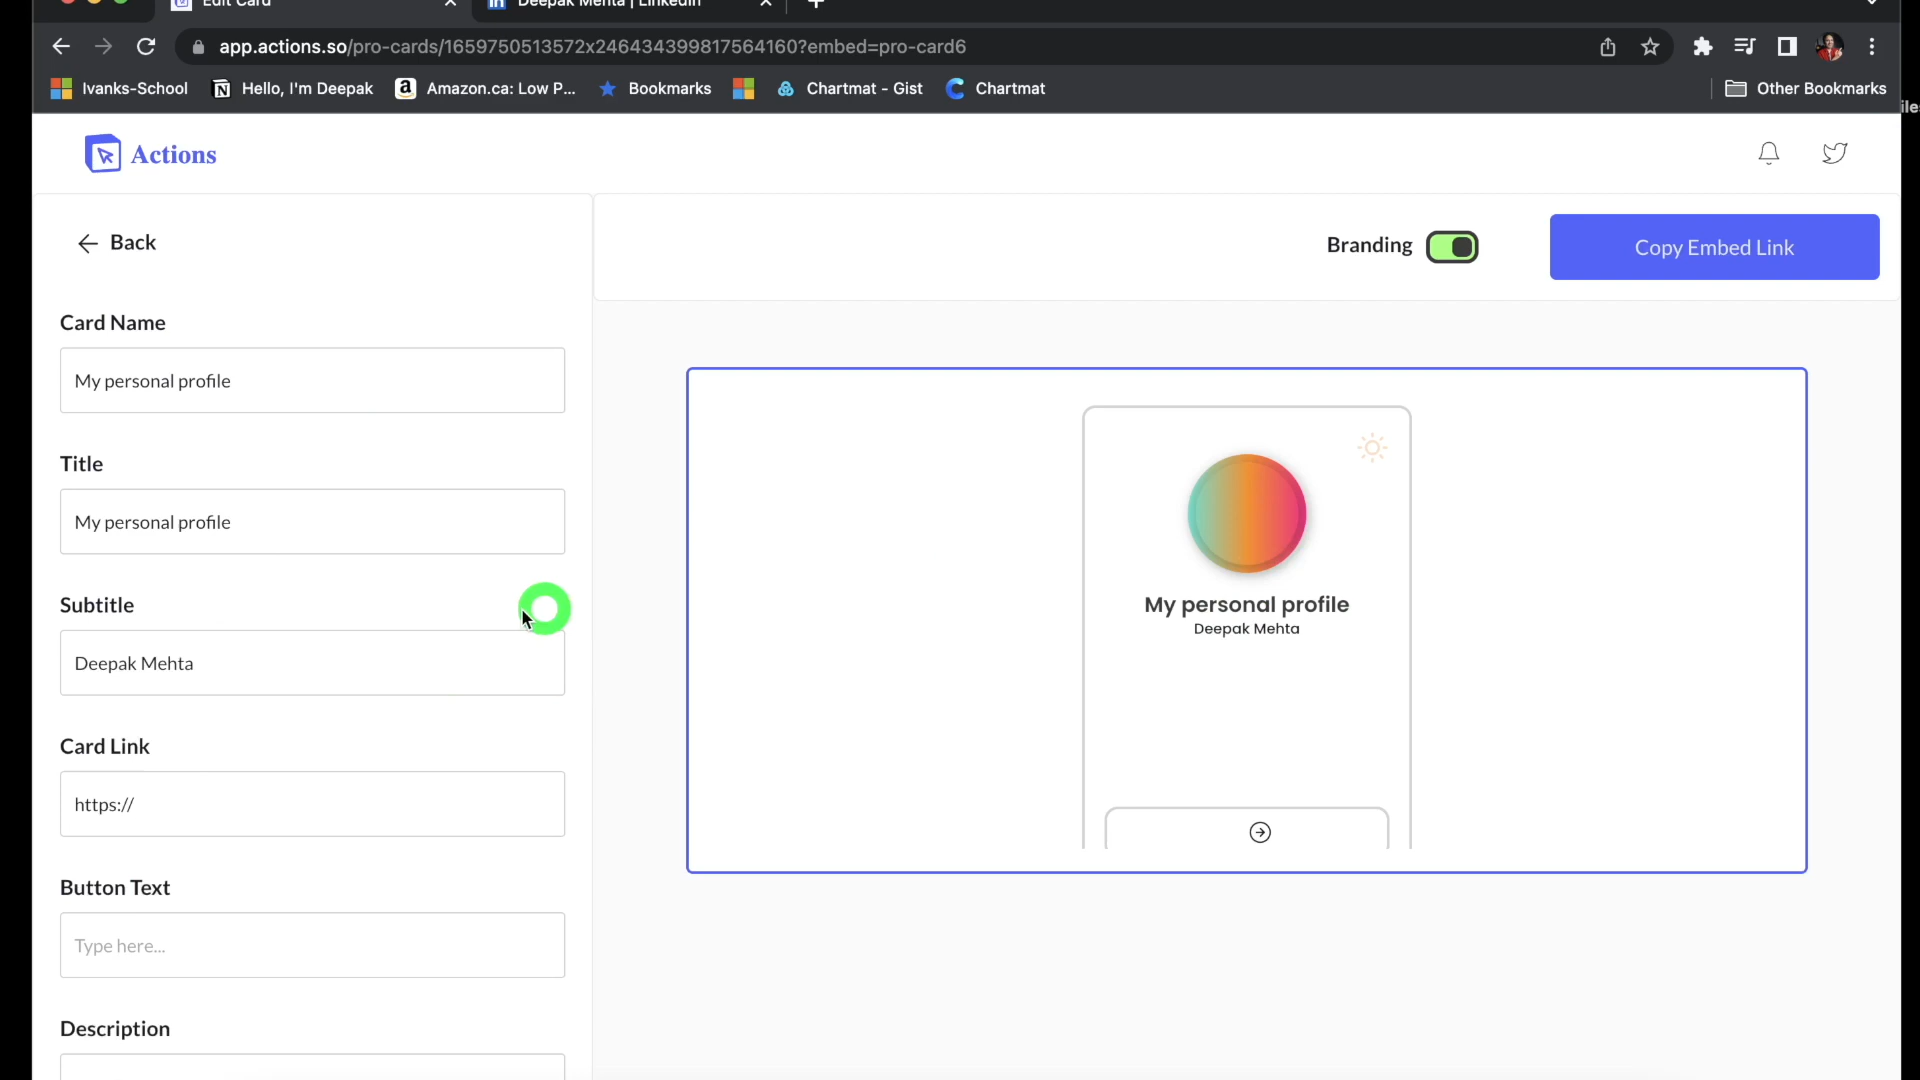 Edit Card
Deepak Mehta | LinkedIn
app.actions.so/pro-cards/1659750513572x246434399817564160?embed=pro-card6
Ivanks-School
Hello, I'm Deepak
Amazon.ca: Low P...
Bookmarks
Chartmat - Gist
Chartmat
Other Bookmarks
Actions
Back
Branding
Copy Embed Link
Card Name
My personal profile
Title
My personal profile
Subtitle
Deepak Mehta
Card Link
https://
Button Text
Type here...
Description
My personal profile
Deepak Mehta